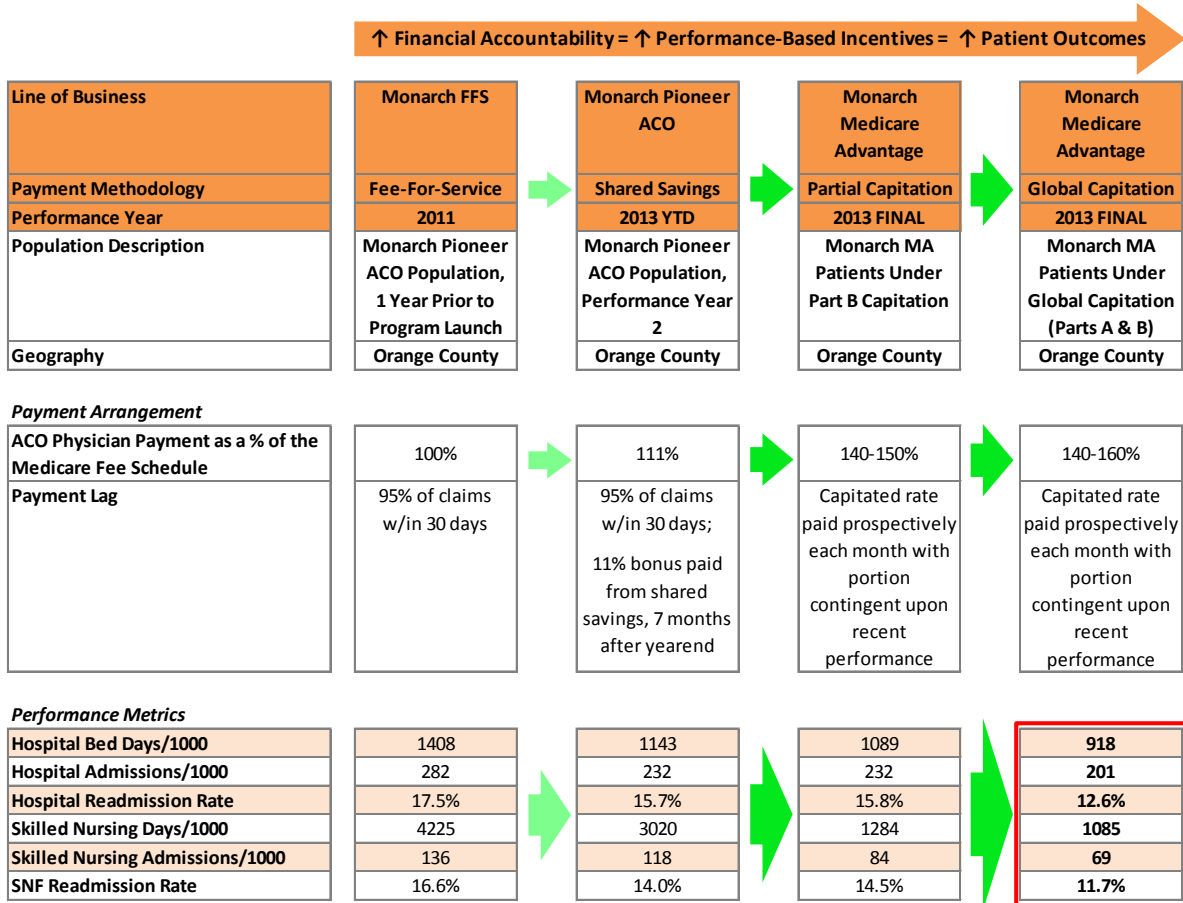 ↑ Financial Accountability = ↑ Performance-Based Incentives = ↑ Patient Outcomes
Line of Business
Monarch FFS
Monarch Pioneer
ACO
Monarch
Medicare
Advantage
Monarch
Medicare
Advantage
Payment Methodology
Fee-For-Service
Shared Savings
Partial Capitation
Global Capitation
Performance Year
2011
2013 YTD
2013 FINAL
2013 FINAL
Population Description
Monarch Pioneer
ACO Population,
1 Year Prior to
Program Launch
Monarch Pioneer
ACO Population,
Performance Year
2
Monarch MA
Patients Under
Part B Capitation
Monarch MA
Patients Under
Global Capitation
(Parts A & B)
Geography
Orange County
Orange County
Orange County
Orange County
Payment Arrangement
ACO Physician Payment as a % of the
Medicare Fee Schedule
100%
111%
140-150%
140-160%
Payment Lag
95% of claims
w/in 30 days
95% of claims
w/in 30 days;
11% bonus paid
from shared
savings, 7 months
after yearend
Capitated rate
paid prospectively
each month with
portion
contingent upon
recent
performance
Capitated rate
paid prospectively
each month with
portion
contingent upon
recent
performance
Performance Metrics
Hospital Bed Days/1000
1408
1143
1089
918
Hospital Admissions/1000
282
232
232
201
Hospital Readmission Rate
17.5%
15.7%
15.8%
12.6%
Skilled Nursing Days/1000
4225
3020
1284
1085
Skilled Nursing Admissions/1000
136
118
84
69
SNF Readmission Rate
16.6%
14.0%
14.5%
11.7%